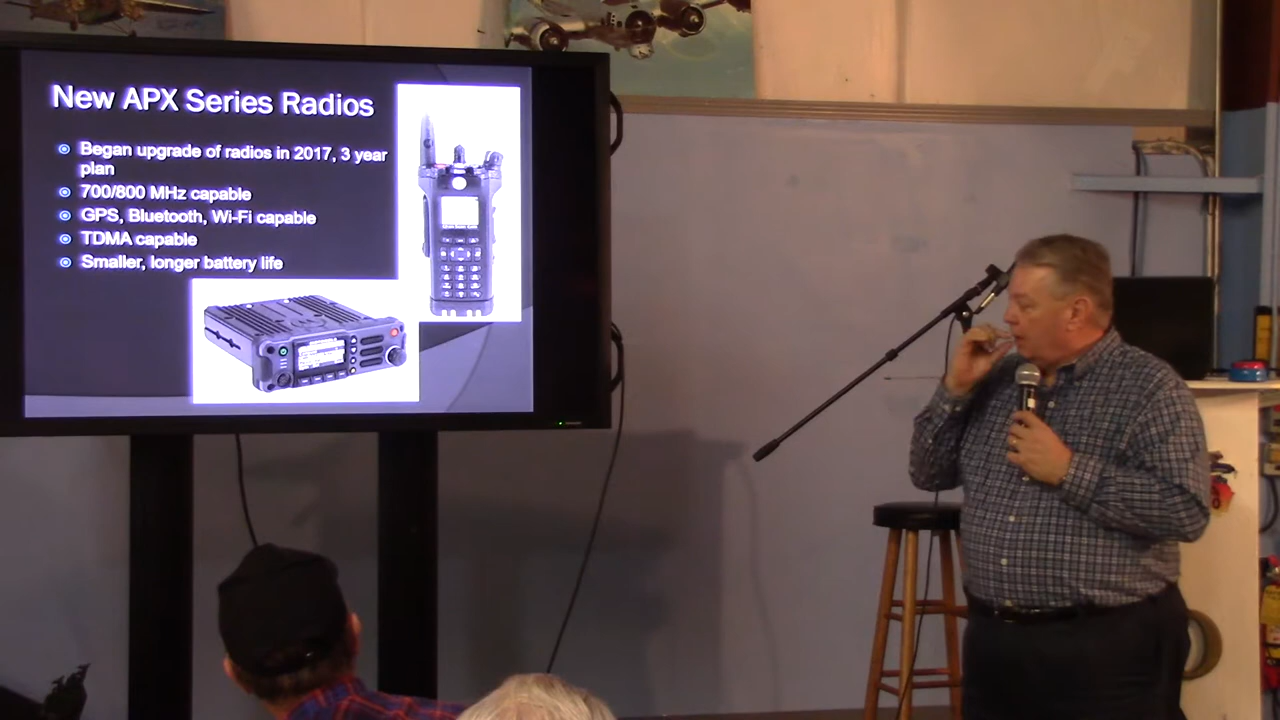 New APX Series Radios
Began upgrade of radios in 2017, 3 year
plan
700/800 MHz capable
GPS, Bluetooth, Wi-Fi capable
TDMA capable
Smaller, longer battery life